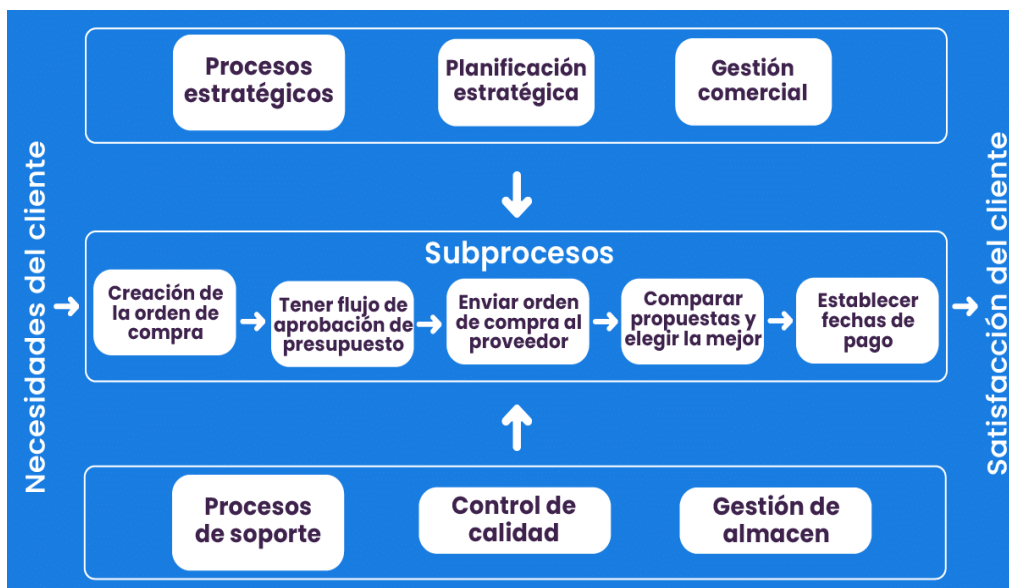 Procesos
estratégicos
Planificación
estratégica
Gestión
comercial
Necesidades del cliente
Subprocesos
Creación de
la orden de
compra
Tener flujo de
aprobación de
presupuesto
Enviar orden
de compra al
proveedor
Comparar
propuestas y
elegir la mejor
Establecer
fechas de
pago
Satisfacción del cliente
Procesos
de soporte
Control de
calidad
Gestión de
almacen